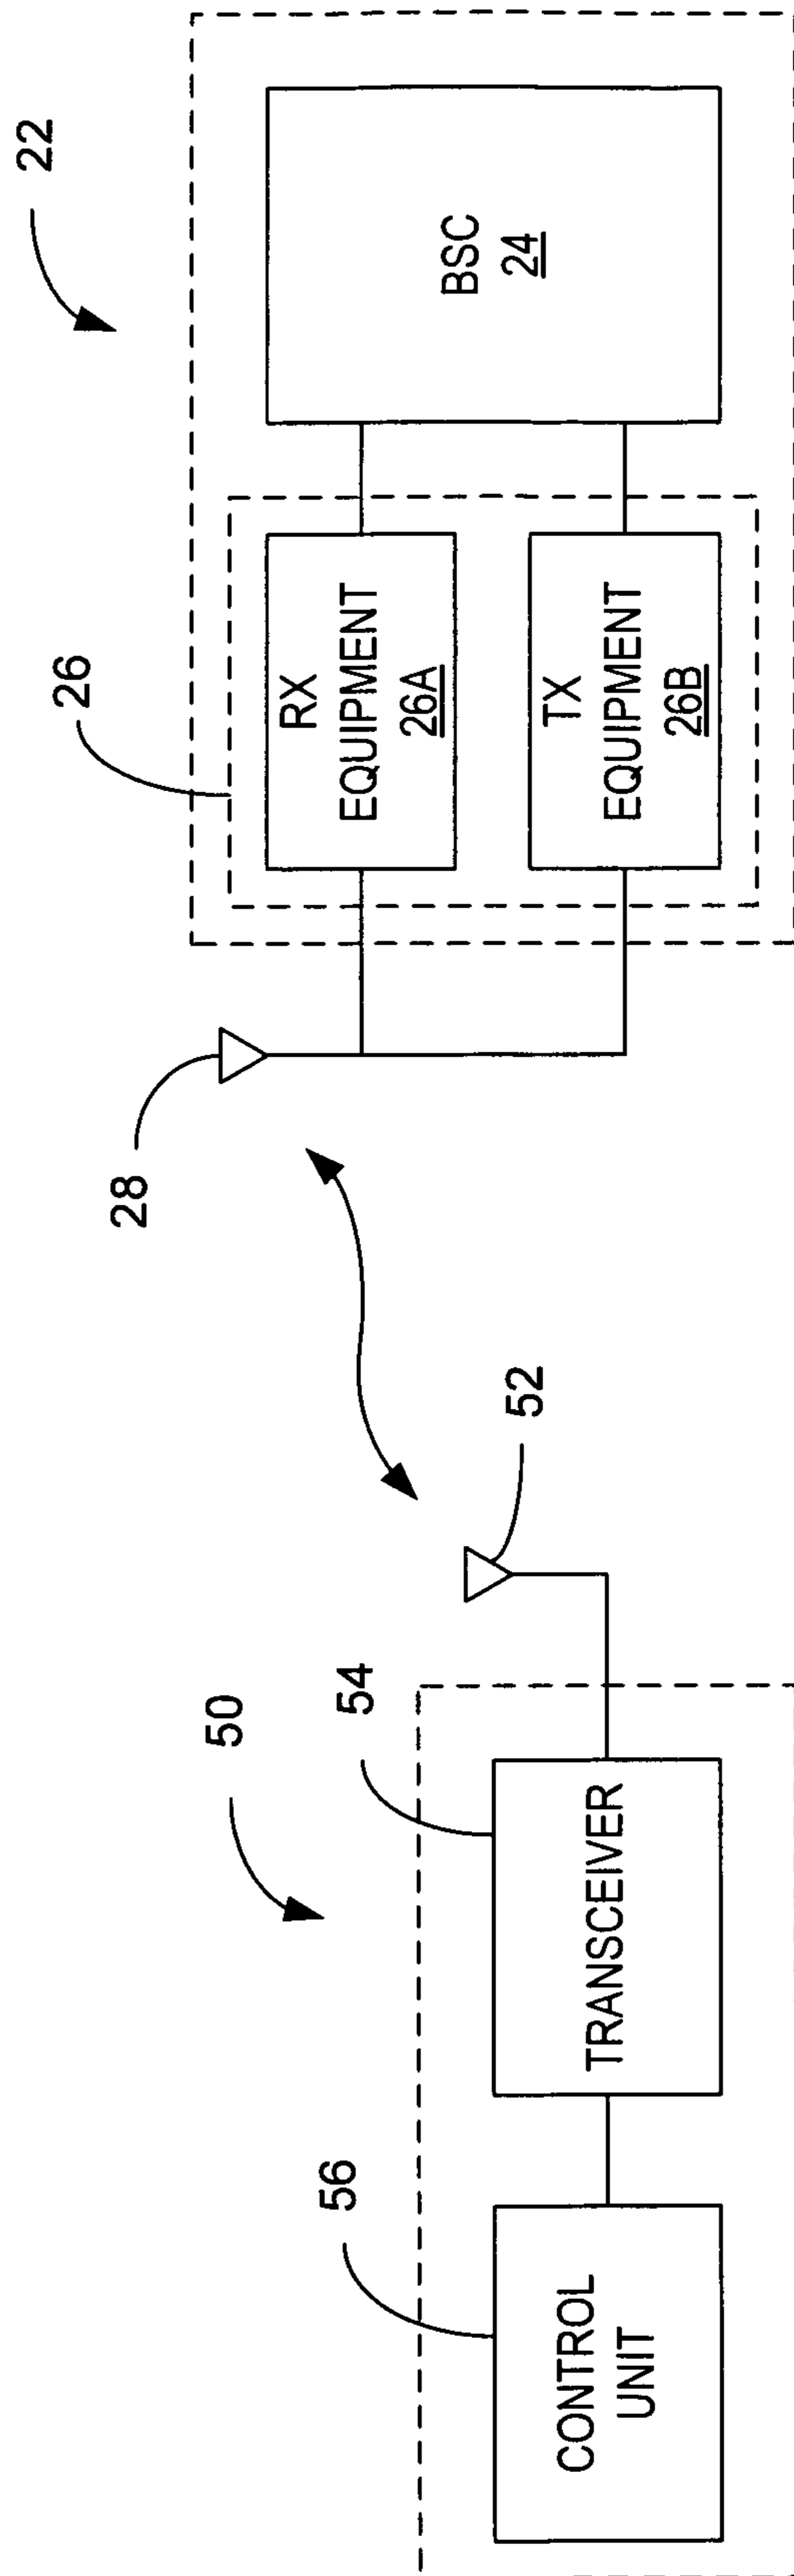 22
26
28
BSC
24
RX
EQUIPMENT
26A
TX
EQUIPMENT
26B
50
52
54
56
TRANSCEIVER
CONTROL
UNIT